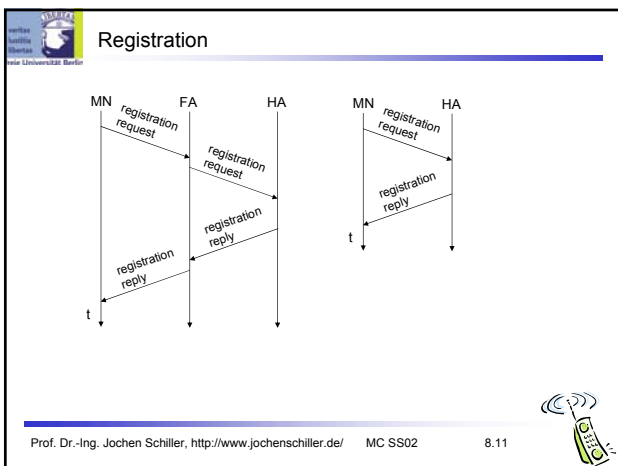 veritas
iustitia
libertas
freie Universität Berlin
Registration
MN FA HA
registration
request
registration
request
registration
reply
registration
reply
t
MN HA
registration
request
registration
reply
t
Prof. Dr.-Ing. Jochen Schiller, http://www.jochenschiller.de/ MC SS02 8.11